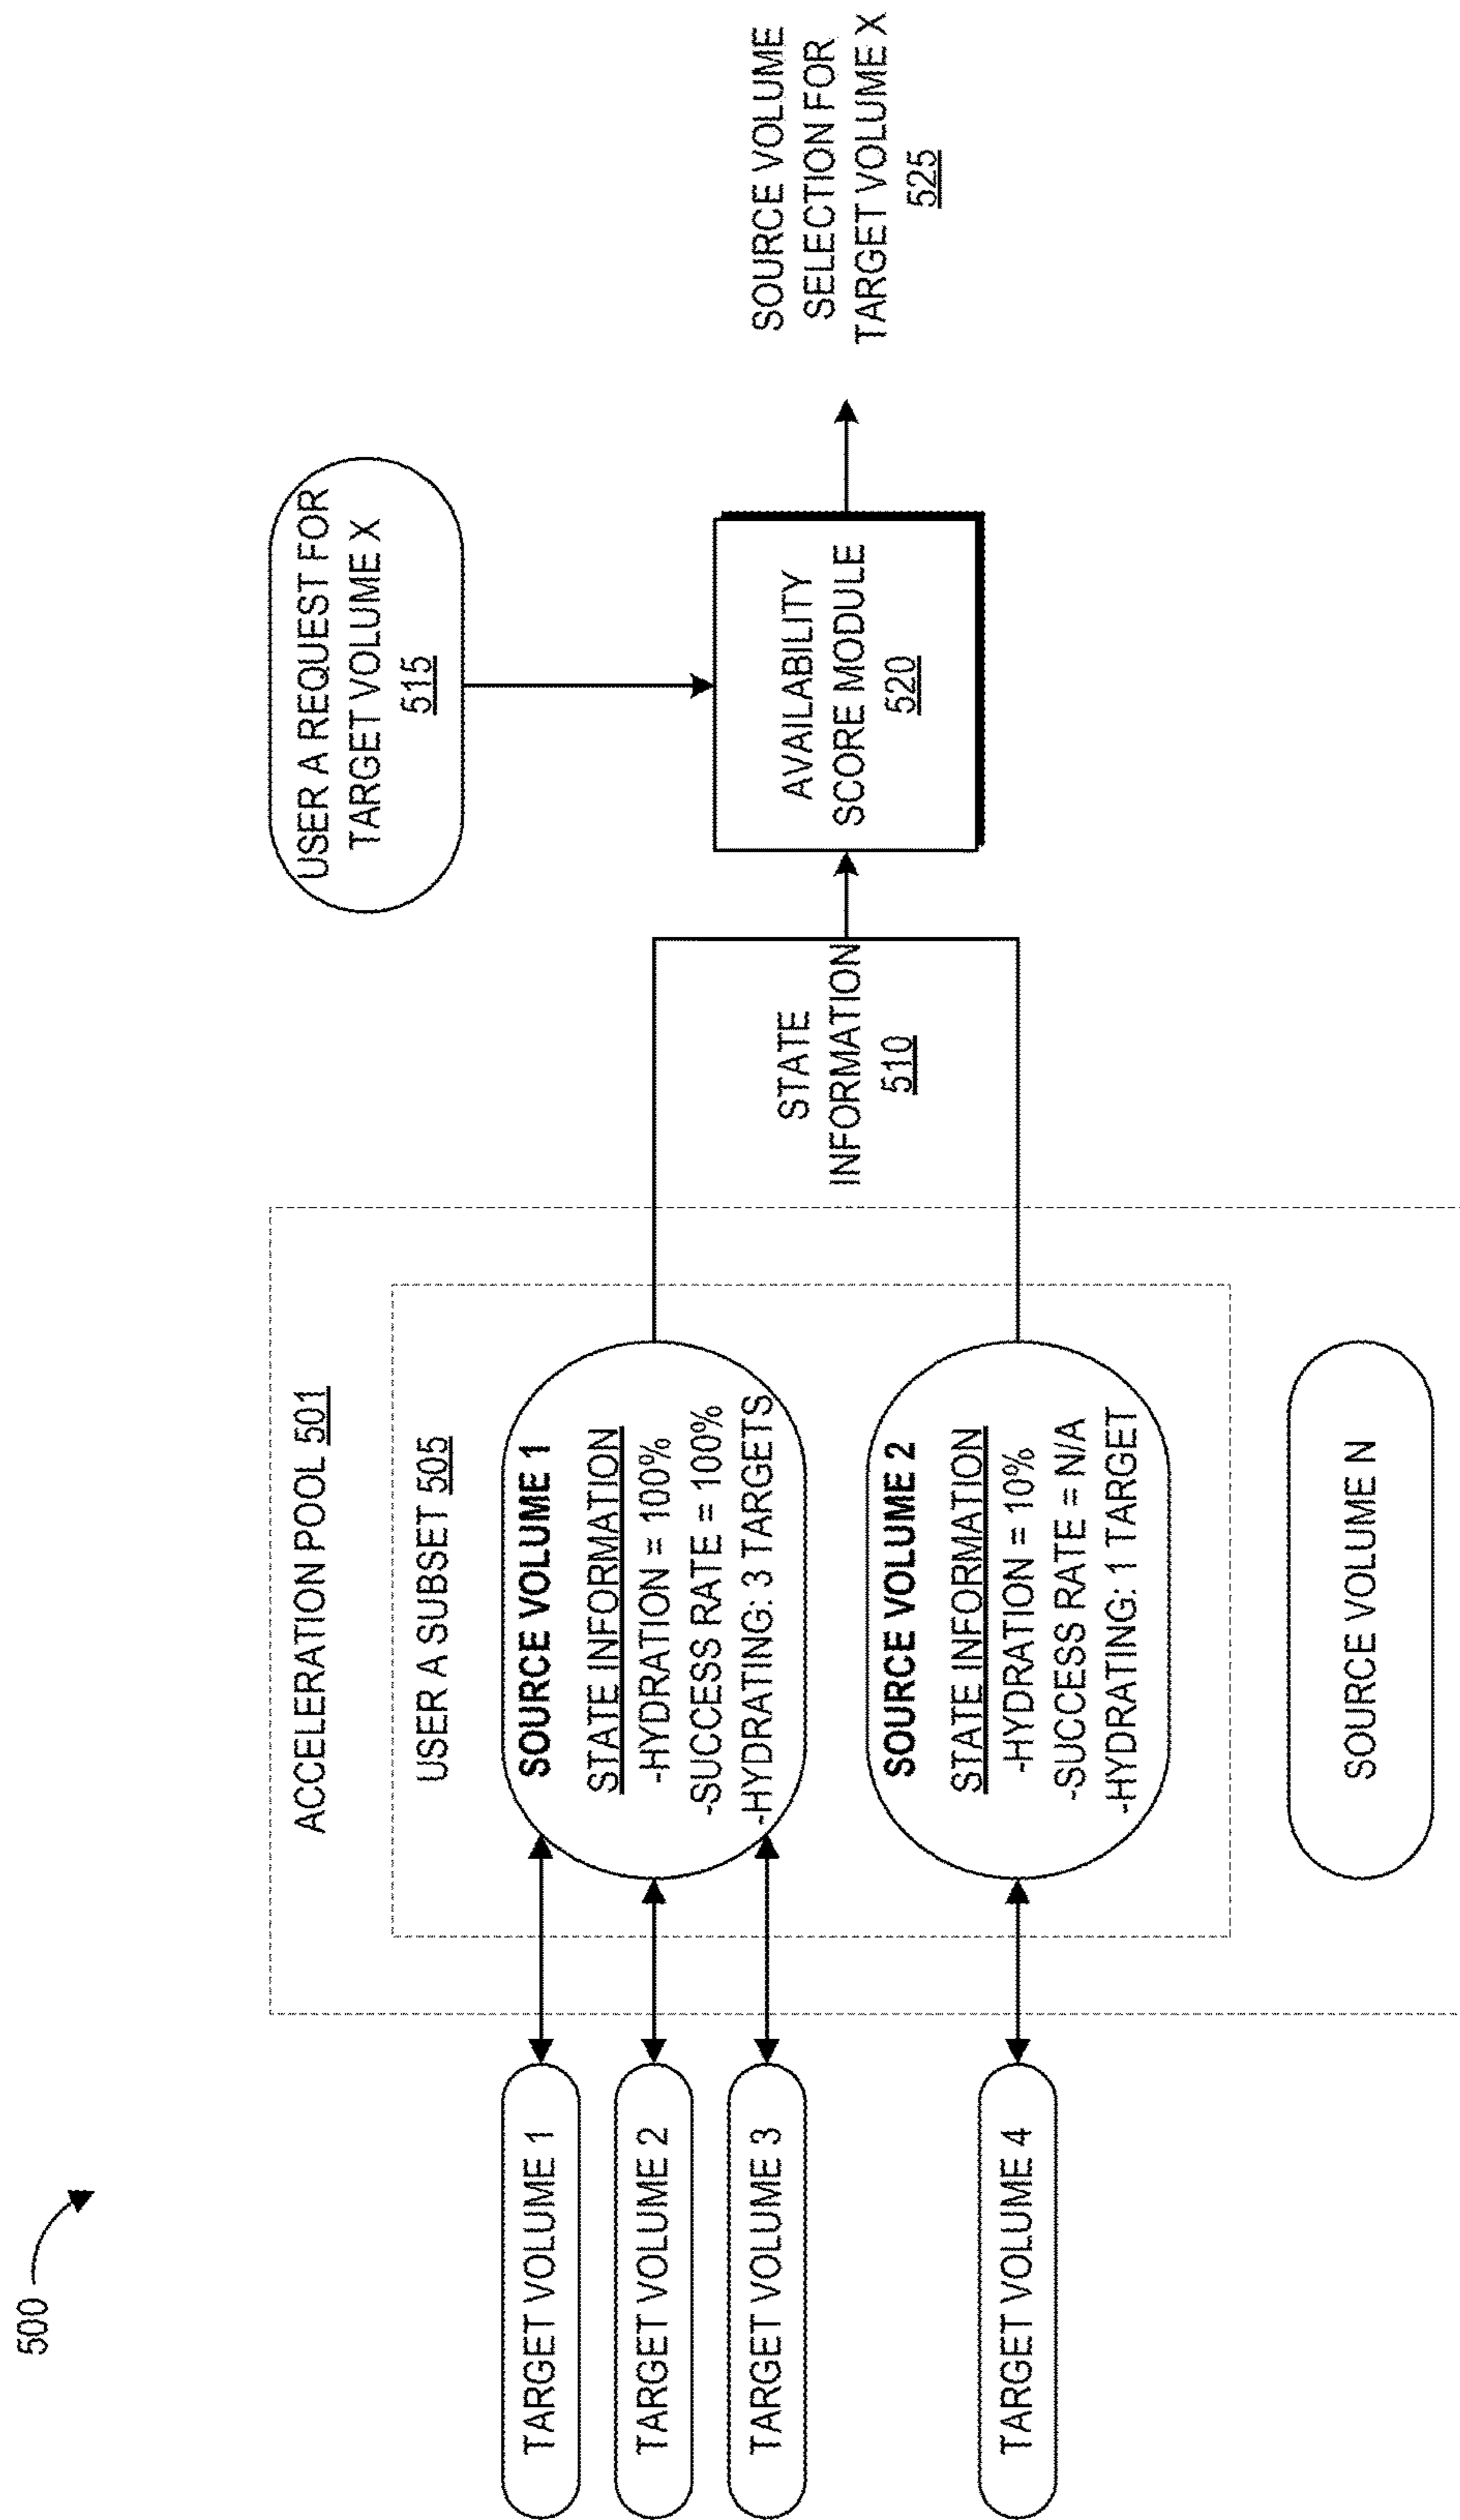 500
ACCELERATION POOL 501
USER A SUBSET 505
TARGET VOLUME 1
TARGET VOLUME 2
TARGET VOLUME 3
TARGET VOLUME 4
SOURCE VOLUME 1
STATE INFORMATION
-HYDRATION = 100%
-SUCCESS RATE = 100%
-HYDRATING: 3 TARGETS
SOURCE VOLUME 2
STATE INFORMATION
-HYDRATION = 10%
-SUCCESS RATE = N/A
-HYDRATING: 1 TARGET
SOURCE VOLUME N
STATE
INFORMATION
510
USER A REQUEST FOR
TARGET VOLUME X
515
AVAILABILITY
SCORE MODULE
520
SOURCE VOLUME
SELECTION FOR
TARGET VOLUME X
525